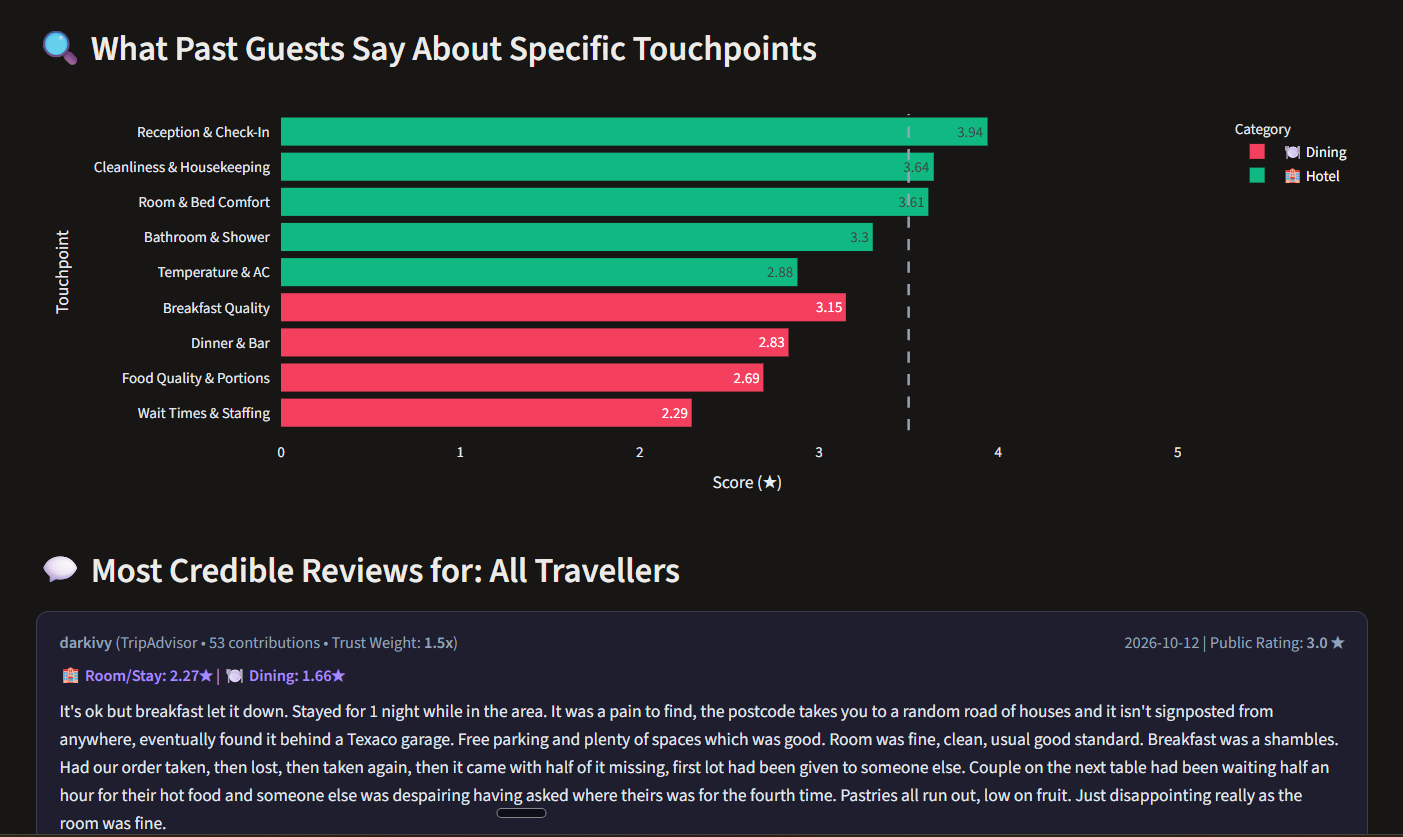 What Past Guests Say About Specific Touchpoints
Category
Dining
Hotel
Touchpoint
Reception & Check-In 3.94
Cleanliness & Housekeeping 3.64
Room & Bed Comfort 3.61
Bathroom & Shower 3.3
Temperature & AC 2.88
Breakfast Quality 3.15
Dinner & Bar 2.83
Food Quality & Portions 2.69
Wait Times & Staffing 2.29
0 1 2 3 4 5
Score (★)
Most Credible Reviews for: All Travellers
darkivy (TripAdvisor • 53 contributions • Trust Weight: 1.5x) 2026-10-12 | Public Rating: 3.0 ★
Room/Stay: 2.27★ | Dining: 1.66★
It's ok but breakfast let it down. Stayed for 1 night while in the area. It was a pain to find, the postcode takes you to a random road of houses and it isn't signposted from
anywhere, eventually found it behind a Texaco garage. Free parking and plenty of spaces which was good. Room was fine, clean, usual good standard. Breakfast was a shambles.
Had our order taken, then lost, then taken again, then it came with half of it missing, first lot had been given to someone else. Couple on the next table had been waiting half an
hour for their hot food and someone else was despairing having asked where theirs was for the fourth time. Pastries all run out, low on fruit. Just disappointing really as the
room was fine.